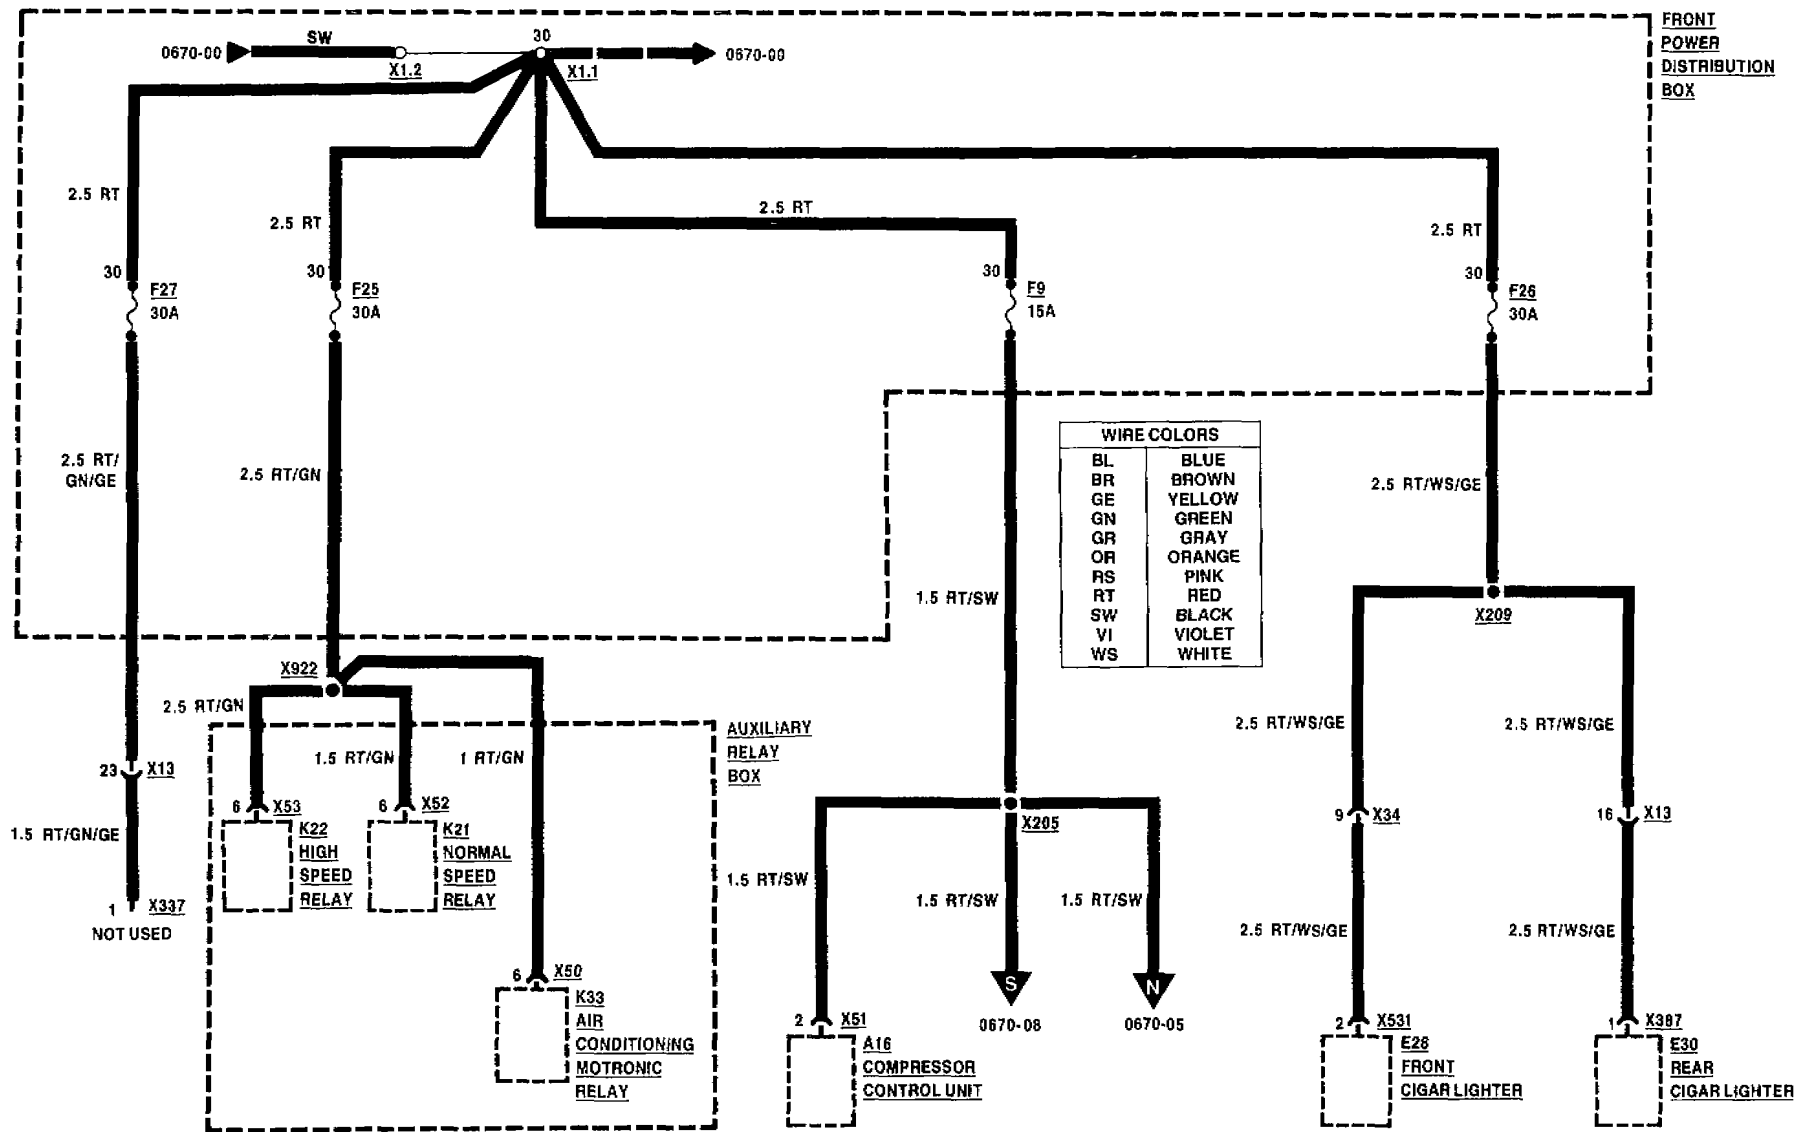 FRONT
POWER
DISTRIBUTION
BOX
0670-00
SW
X1.2
30
X1.1
0670-00
2.5 RT
2.5 RT
2.5 RT
2.5 RT
30
F27
30A
30
F25
30A
30
F9
15A
30
F26
30A
2.5 RT/
GN/GE
2.5 RT/GN
2.5 RT/WS/GE
WIRE COLORS
BL BLUE
BR BROWN
GE YELLOW
GN GREEN
GR GRAY
OR ORANGE
RS PINK
RT RED
SW BLACK
VI VIOLET
WS WHITE
1.5 RT/SW
X209
X922
2.5 RT/GN
1.5 RT/GN
1 RT/GN
AUXILIARY
RELAY
BOX
2.5 RT/WS/GE
2.5 RT/WS/GE
23
X13
6
X53
6
X52
X205
9
X34
16
X13
1.5 RT/GN/GE
K22
HIGH
SPEED
RELAY
K21
NORMAL
SPEED
RELAY
1
X337
NOT USED
1.5 RT/SW
1.5 RT/SW
1.5 RT/SW
2.5 RT/WS/GE
2.5 RT/WS/GE
6
X50
K33
AIR
CONDITIONING
MOTRONIC
RELAY
S
0670-08
N
0670-05
2
X51
A16
COMPRESSOR
CONTROL UNIT
2
X531
E28
FRONT
CIGAR LIGHTER
1
X387
E30
REAR
CIGAR LIGHTER